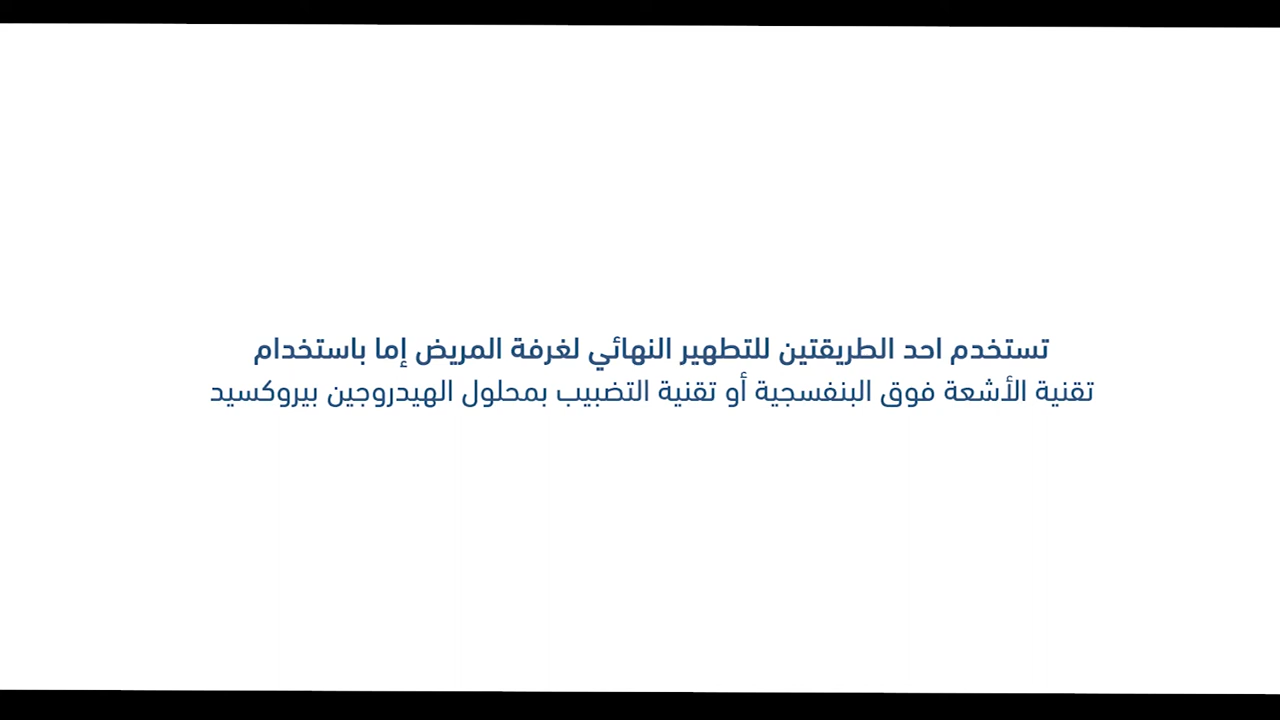 تستخدم احد الطريقتين للتطهير النهائي لغرفة المريض إما باستخدام
تقنية الأشعة فوق البنفسجية أو تقنية التضبيب بمحلول الهيدروجين بيروكسيد